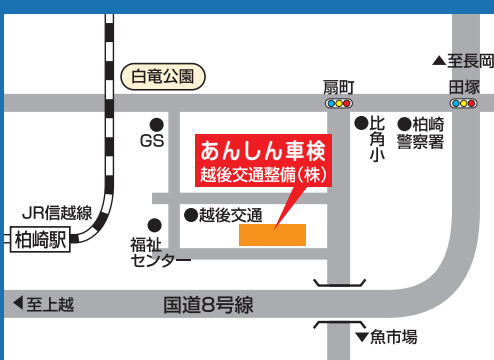 ▲至長岡
白竜公園
扇町
田塚
●GS
●比角小
●柏崎
警察署
あんしん車検
越後交通整備(株)
JR信越線
●越後交通
柏崎駅
●福祉
センター
◀至上越
国道8号線
▼魚市場